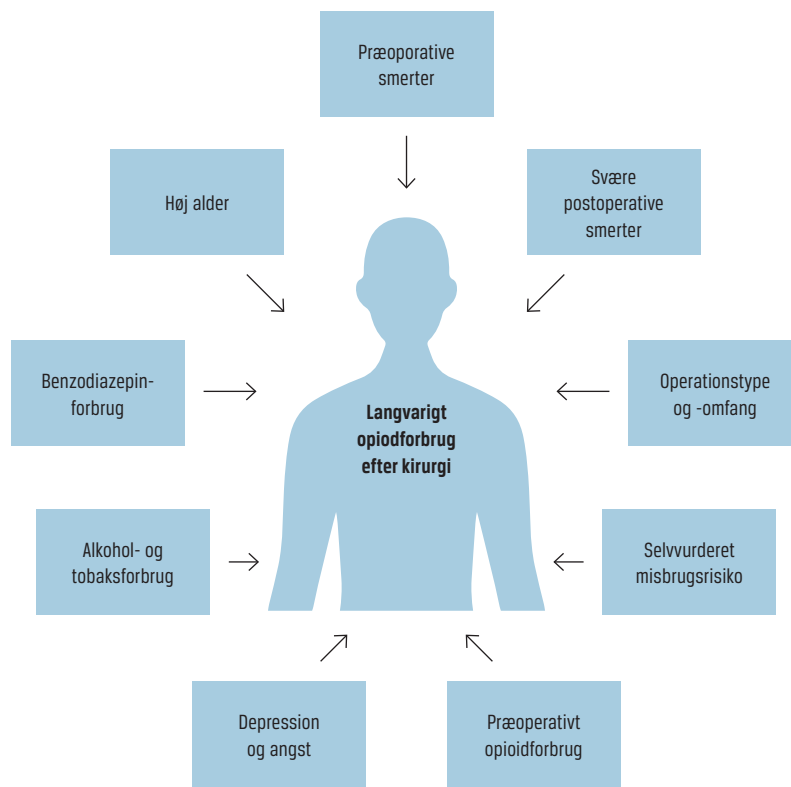 Præoporative
smerter
Høj alder
Svære
postoperative
smerter
Benzodiazepin-
forbrug
Langvarigt
opiodforbrug
efter kirurgi
Operationstype
og -omfang
Alkohol- og
tobaksforbrug
Selvvurderet
misbrugsrisiko
Depression
og angst
Præoperativt
opioidforbrug